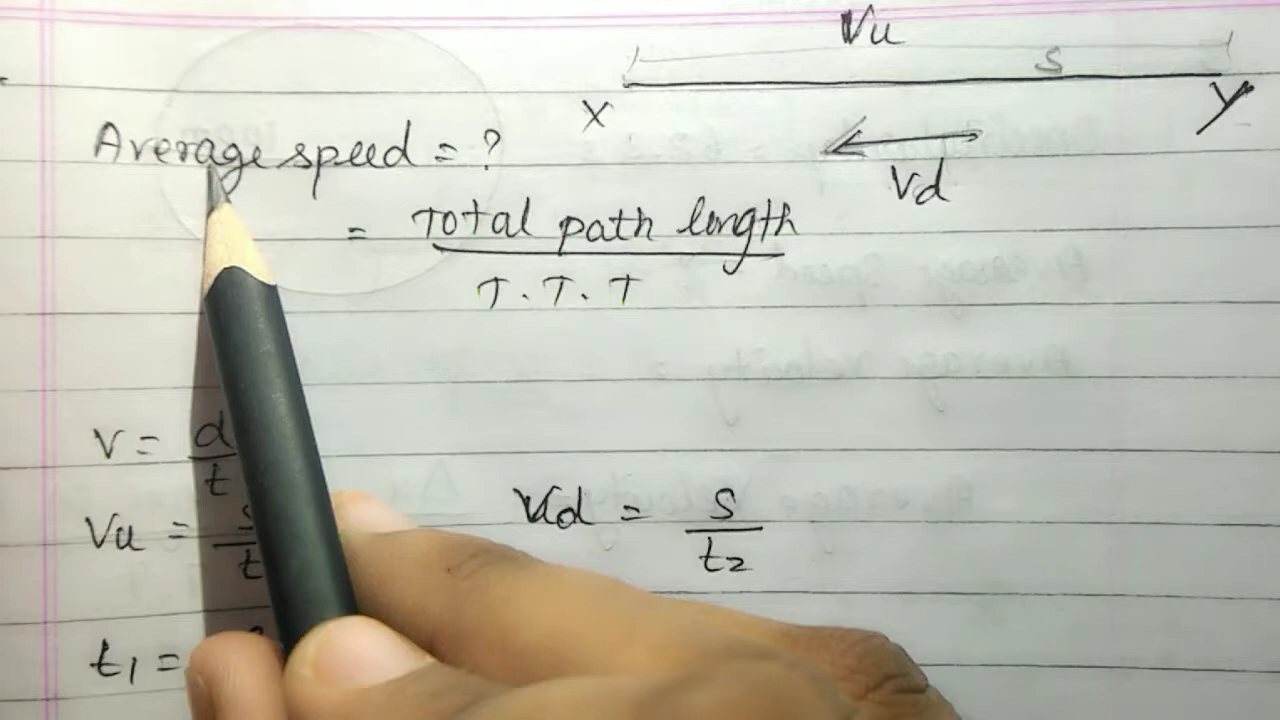 Vu
S
X Y
Average speed = ?
Vd
= Total path length
T.T.T
V = d/t
Vu = S/t
Vd = S/t2
t1 =